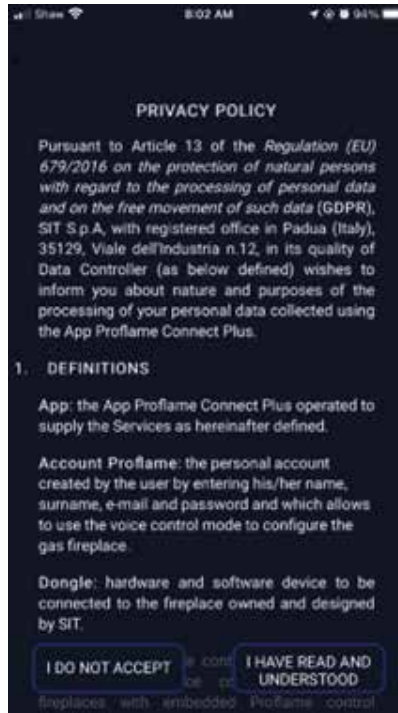 Shaw 8:02 AM 94%
PRIVACY POLICY
Pursuant to Article 13 of the Regulation (EU)
679/2016 on the protection of natural persons
with regard to the processing of personal data
and on the free movement of such data (GDPR),
SIT S.p.A, with registered office in Padua (Italy),
35129, Viale dell'Industria n.12, in its quality of
Data Controller (as below defined) wishes to
inform you about nature and purposes of the
processing of your personal data collected using
the App Proflame Connect Plus.
1. DEFINITIONS
App: the App Proflame Connect Plus operated to
supply the Services as hereinafter defined.
Account Proflame: the personal account
created by the user by entering his/her name,
surname, e-mail and password and which allows
to use the voice control mode to configure the
gas fireplace.
Dongle: hardware and software device to be
connected to the fireplace owned and designed
by SIT.
I DO NOT ACCEPT
I HAVE READ AND
UNDERSTOOD
fireplaces with embedded Proflame control